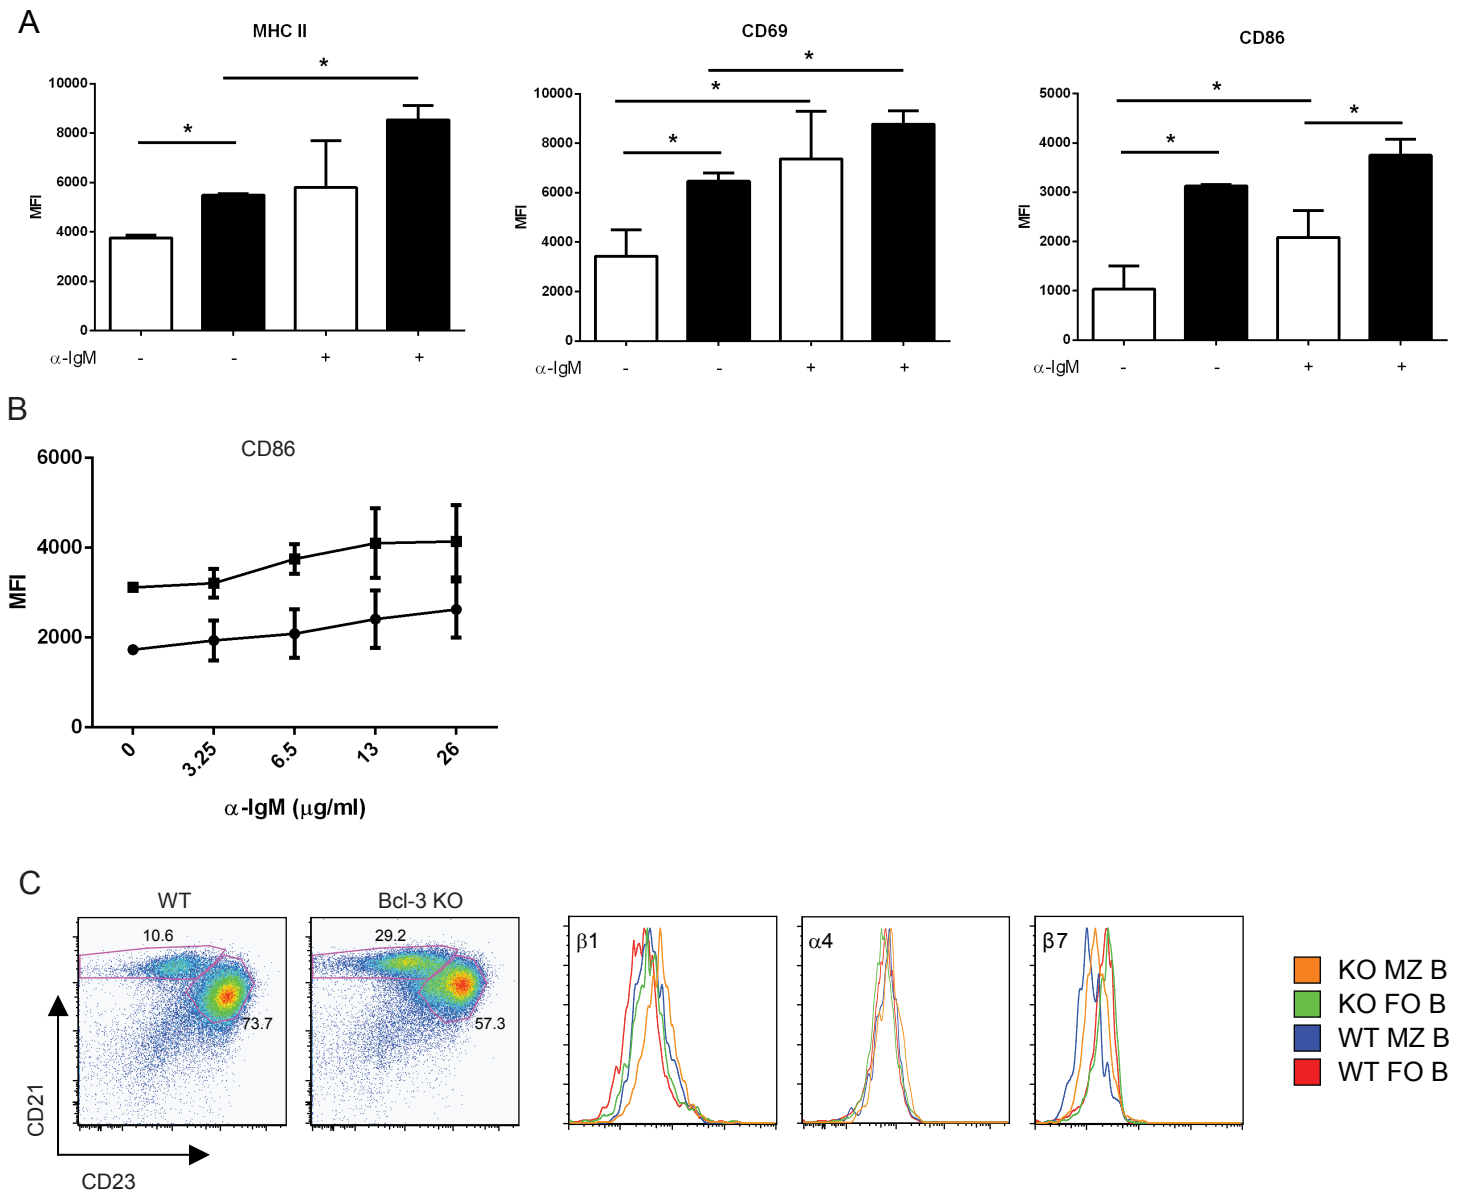 A
MHC II
CD69
CD86
*
*
10000
8000
6000
4000
2000
0
MFI
α-IgM
-
-
+
+
*
*
*
10000
8000
6000
4000
2000
0
MFI
α-IgM
-
-
+
+
*
*
*
5000
4000
3000
2000
1000
0
MFI
α-IgM
-
-
+
+
B
CD86
6000
4000
2000
0
MFI
0
3.25
6.5
13
26
α-IgM (μg/ml)
C
WT
Bcl-3 KO
10.6
73.7
29.2
57.3
CD21
CD23
β1
α4
β7
KO MZ B
KO FO B
WT MZ B
WT FO B